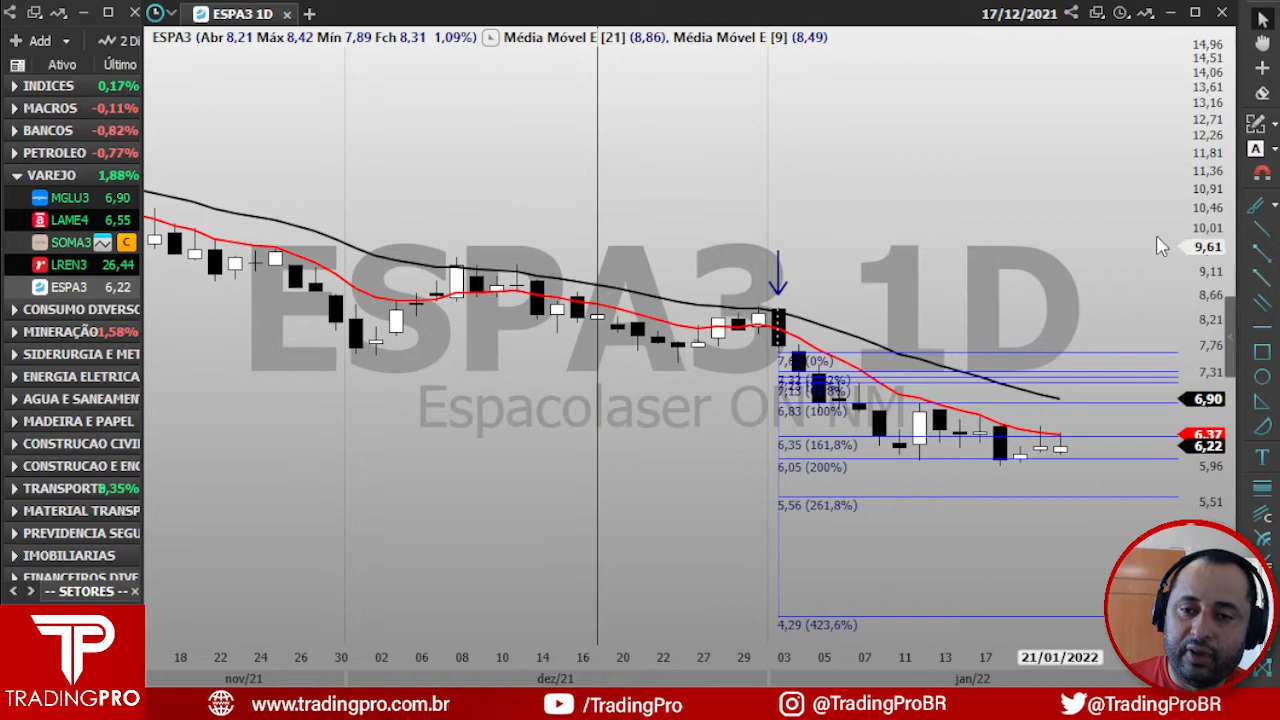 ESPA3 1D
17/12/2021
Add
2 Di
ESPA3 (Abr 8,21 Máx 8,42 Mín 7,89 Fch 8,31 1,09%) Média Móvel E [21] (8,86), Média Móvel E [9] (8,49)
Ativo Último
INDICES 0,17%
MACROS -0,11%
BANCOS -0,82%
PETROLEO -0,77%
VAREJO 1,88%
MGLU3 6,90
LAME4 6,55
SOMA3 C
LREN3 26,44
ESPA3 6,22
CONSUMO DIVERSO
MINERAÇÃO 1,58%
SIDERURGIA E MET
ENERGIA ELETRICA
AGUA E SANEAMEN
MADEIRA E PAPEL
CONSTRUCAO CIVI
CONSTRUCAO E ENG
TRANSPORTE 3,35%
MATERIAL TRANSP
PREVIDENCIA SEGU
IMOBILIARIAS
FINANCEIROS DIVE
-- SETORES --
ESPA3 1D
Espacolaser ON NM
14,96
14,51
14,06
13,61
13,16
12,71
12,26
11,81
11,36
10,91
10,46
10,01
9,61
9,11
8,66
8,21
7,76
7,31
6,90
6,37
6,22
5,96
5,51
(0%)
6,83 (100%)
6,35 (161,8%)
6,05 (200%)
5,56 (261,8%)
4,29 (423,6%)
18 22 24 26 30 02 06 08 10 14 16 20 22 27 29 03 05 07 11 13 17 21/01/2022
nov/21 dez/21 jan/22
TP
TRADINGPRO
www.tradingpro.com.br
/TradingPro
@TradingProBR
@TradingProBR